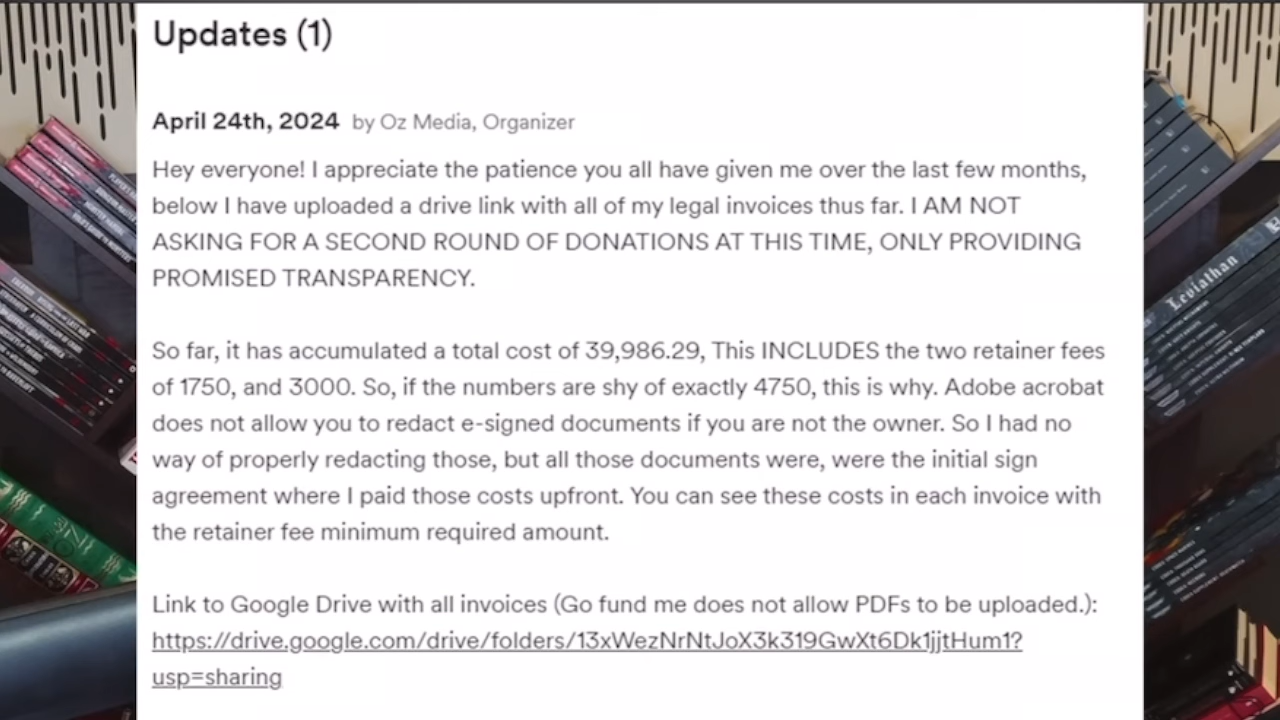 Updates (1)
April 24th, 2024 by Oz Media, Organizer
Hey everyone! I appreciate the patience you all have given me over the last few months,
below I have uploaded a drive link with all of my legal invoices thus far. I AM NOT
ASKING FOR A SECOND ROUND OF DONATIONS AT THIS TIME, ONLY PROVIDING
PROMISED TRANSPARENCY.
So far, it has accumulated a total cost of 39,986.29, This INCLUDES the two retainer fees
of 1750, and 3000. So, if the numbers are shy of exactly 4750, this is why. Adobe acrobat
does not allow you to redact e-signed documents if you are not the owner. So I had no
way of properly redacting those, but all those documents were, were the initial sign
agreement where I paid those costs upfront. You can see these costs in each invoice with
the retainer fee minimum required amount.
Link to Google Drive with all invoices (Go fund me does not allow PDFs to be uploaded.):
https://drive.google.com/drive/folders/13xWezNrNtJoX3k319GwXt6Dk1jjtHum1?
usp=sharing
Leviathan